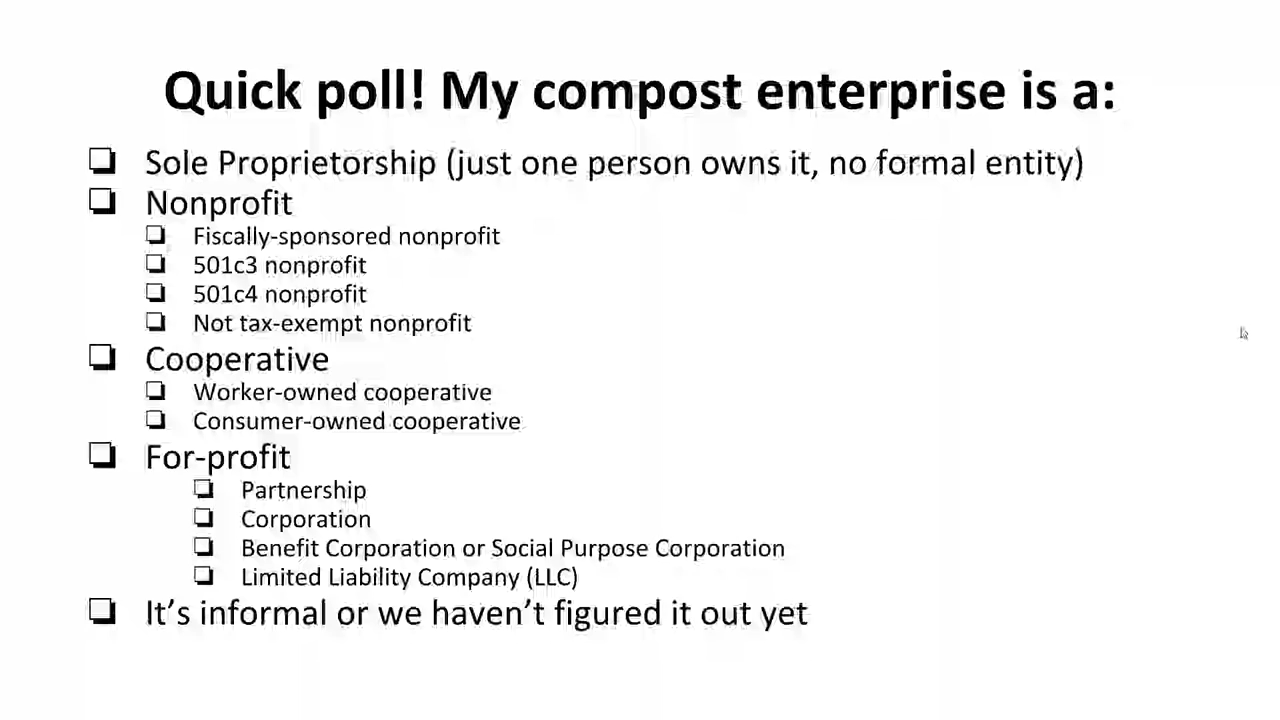 Quick poll! My compost enterprise is a:
Sole Proprietorship (just one person owns it, no formal entity)
Nonprofit
Fiscally-sponsored nonprofit
501c3 nonprofit
501c4 nonprofit
Not tax-exempt nonprofit
Cooperative
Worker-owned cooperative
Consumer-owned cooperative
For-profit
Partnership
Corporation
Benefit Corporation or Social Purpose Corporation
Limited Liability Company (LLC)
It’s informal or we haven’t figured it out yet